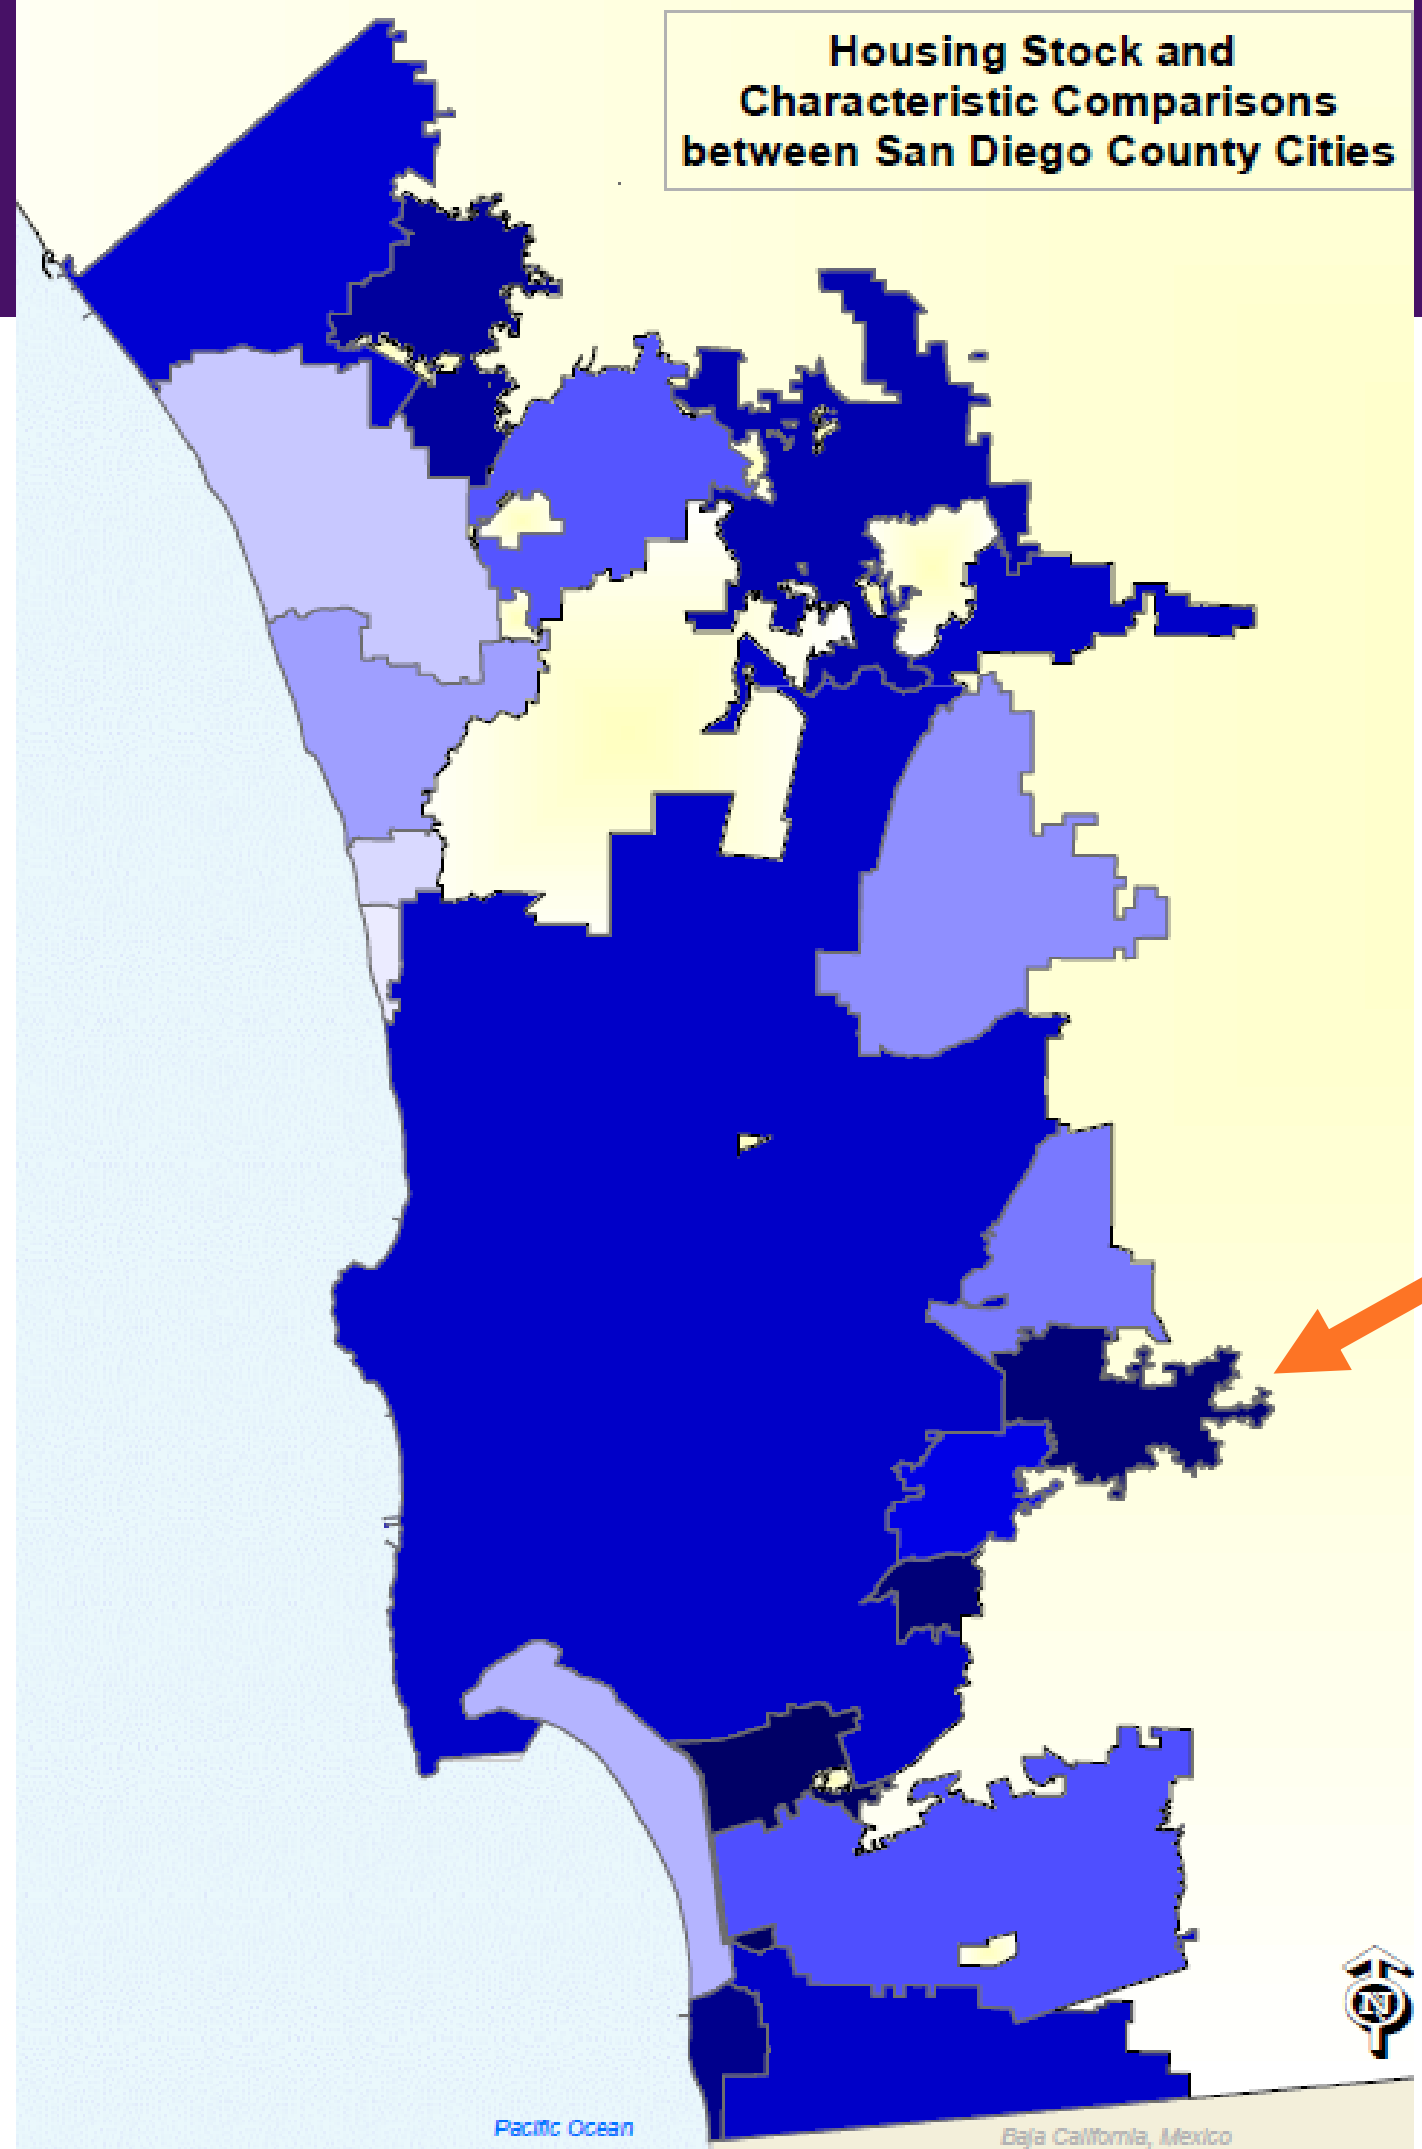 Housing Stock and
Characteristic Comparisons
between San Diego County Cities
N
Pacific Ocean
Baja California, Mexico